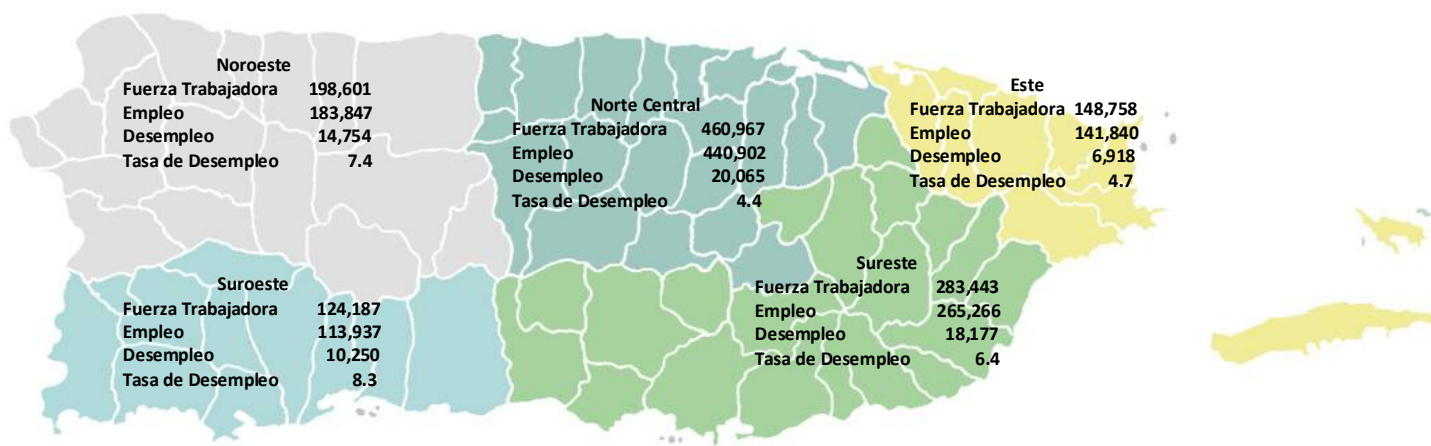 Noroeste
Fuerza Trabajadora 198,601
Empleo 183,847
Desempleo 14,754
Tasa de Desempleo 7.4
Norte Central
Fuerza Trabajadora 460,967
Empleo 440,902
Desempleo 20,065
Tasa de Desempleo 4.4
Este
Fuerza Trabajadora 148,758
Empleo 141,840
Desempleo 6,918
Tasa de Desempleo 4.7
Suroeste
Fuerza Trabajadora 124,187
Empleo 113,937
Desempleo 10,250
Tasa de Desempleo 8.3
Sureste
Fuerza Trabajadora 283,443
Empleo 265,266
Desempleo 18,177
Tasa de Desempleo 6.4